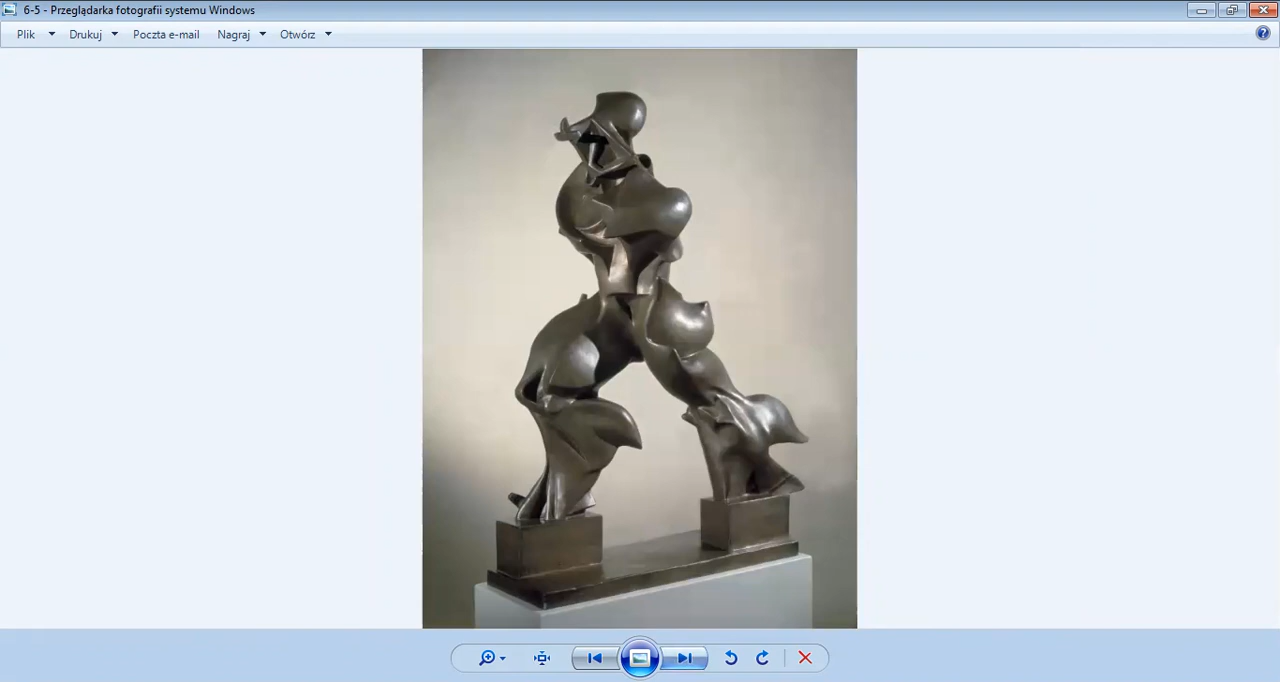 6-5 - Przeglądarka fotografii systemu Windows
Plik Drukuj Poczta e-mail Nagraj Otwórz